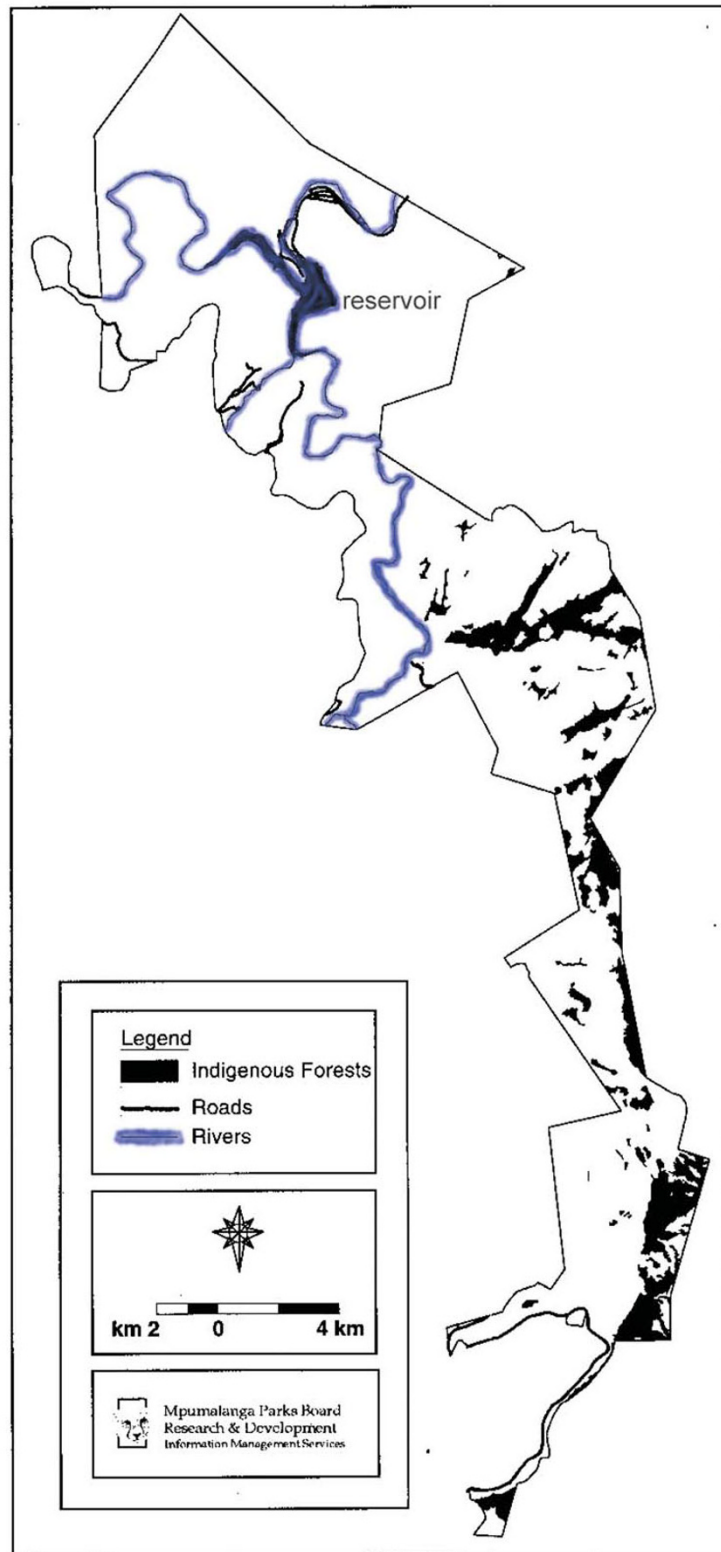 reservoir
Legend
Indigenous Forests
Roads
Rivers
km 2 0 4 km
Mpumalanga Parks Board
Research & Development
Information Management Services